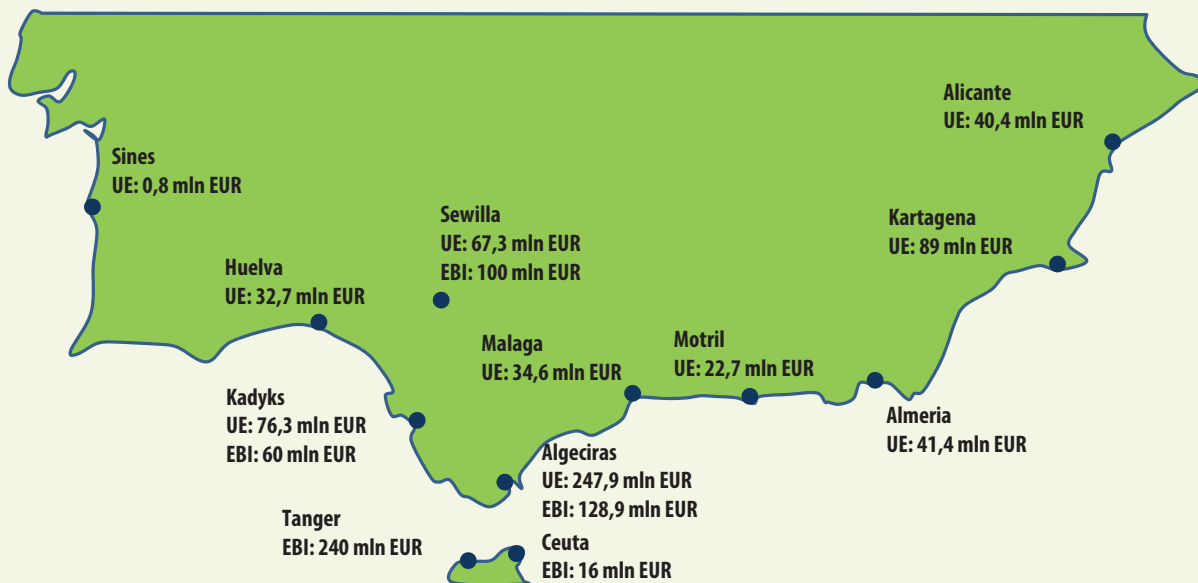 Alicante
UE: 40,4 mln EUR
Sines
UE: 0,8 mln EUR
Sewilla
UE: 67,3 mln EUR
EBI: 100 mln EUR
Kartagena
UE: 89 mln EUR
Huelva
UE: 32,7 mln EUR
Malaga
UE: 34,6 mln EUR
Motril
UE: 22,7 mln EUR
Kadyks
UE: 76,3 mln EUR
EBI: 60 mln EUR
Almeria
UE: 41,4 mln EUR
Algeciras
UE: 247,9 mln EUR
EBI: 128,9 mln EUR
Tanger
EBI: 240 mln EUR
Ceuta
EBI: 16 mln EUR